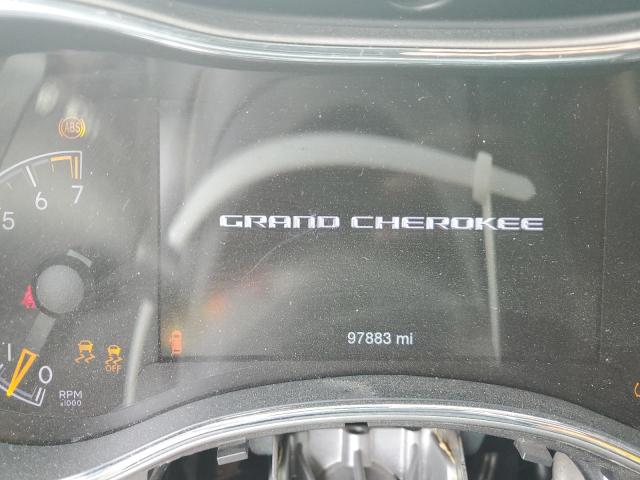 ABS
5 6 7
GRAND CHEROKEE
97883 mi
1 0
OFF
RPM
x1000